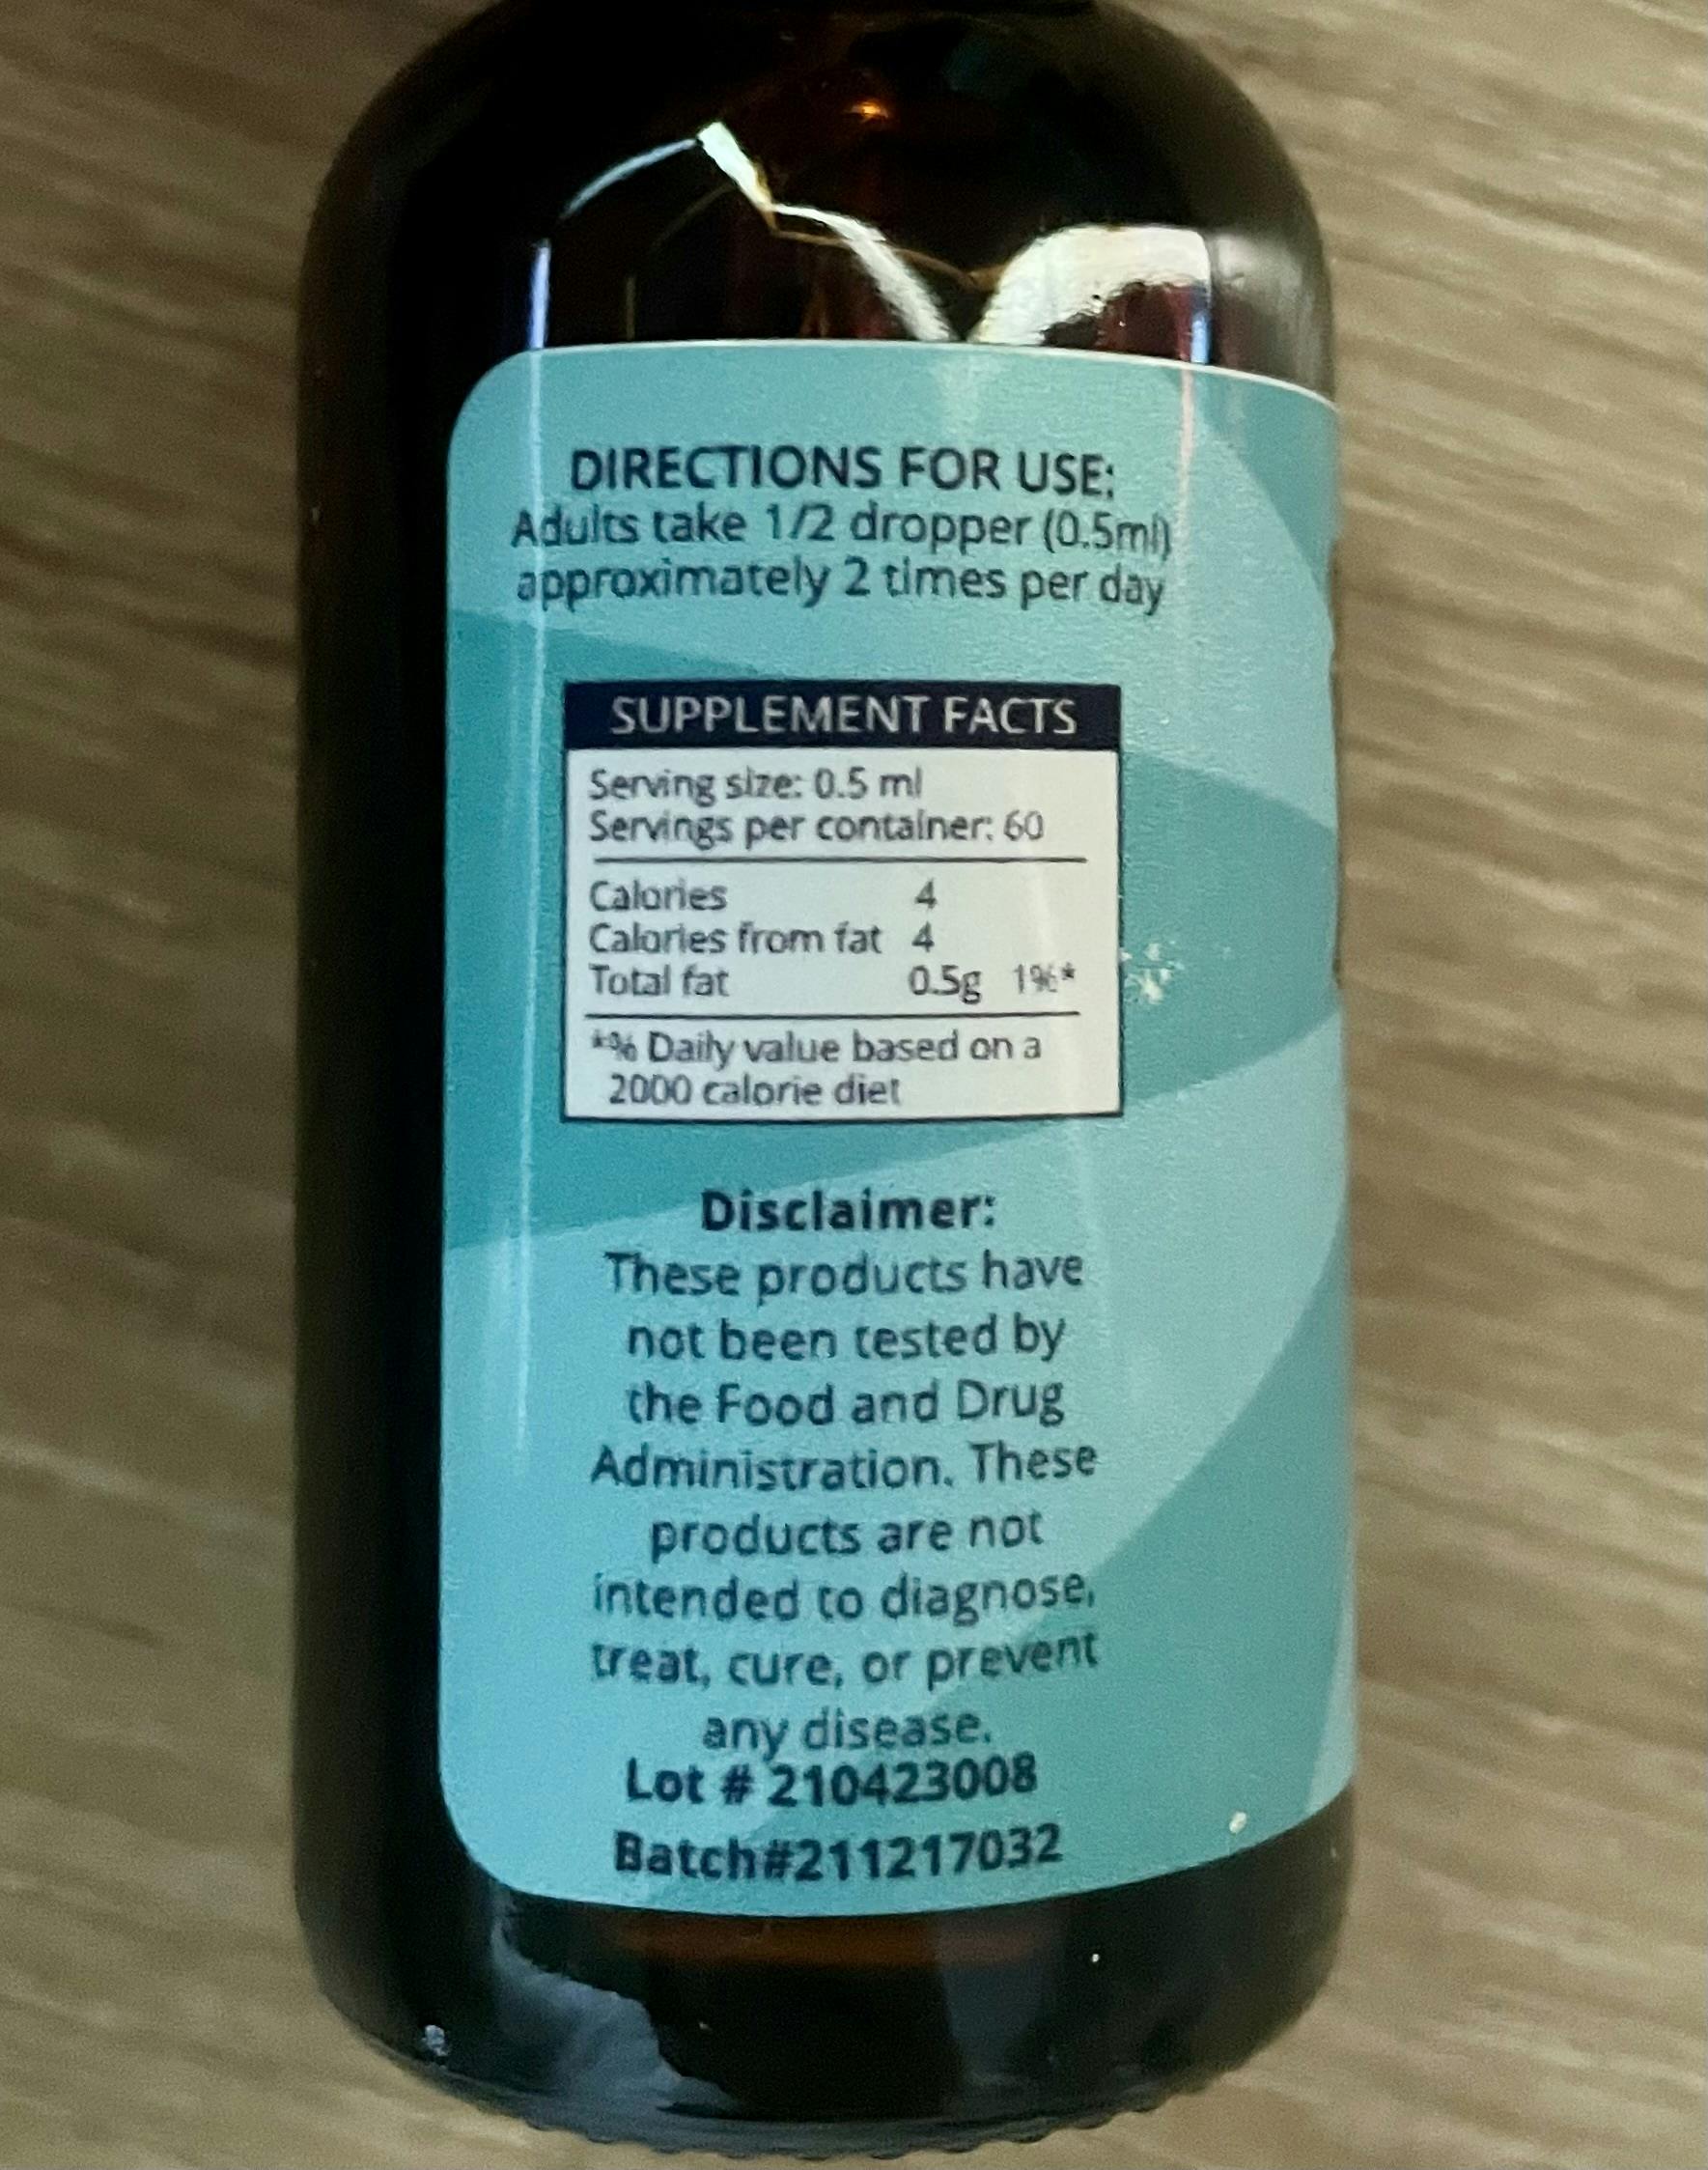 DIRECTIONS FOR USE:
Adults take 1/2 dropper (0.5ml)
approximately 2 times per day
SUPPLEMENT FACTS
Serving size: 0.5 ml
Servings per container: 60
Calories 4
Calories from fat 4
Total fat 0.5g 1%*
*% Daily value based on a
2000 calorie diet
Disclaimer:
These products have
not been tested by
the Food and Drug
Administration. These
products are not
intended to diagnose,
treat, cure, or prevent
any disease.
Lot # 210423008
Batch#211217032